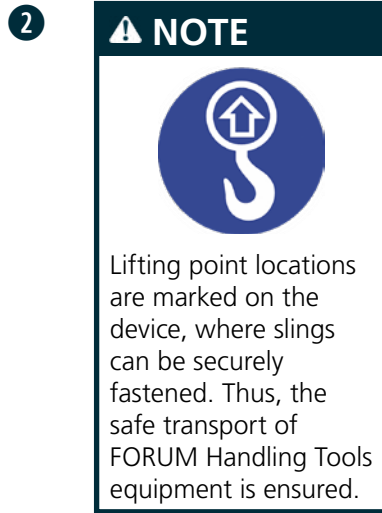 2
NOTE
Lifting point locations
are marked on the
device, where slings
can be securely
fastened. Thus, the
safe transport of
FORUM Handling Tools
equipment is ensured.